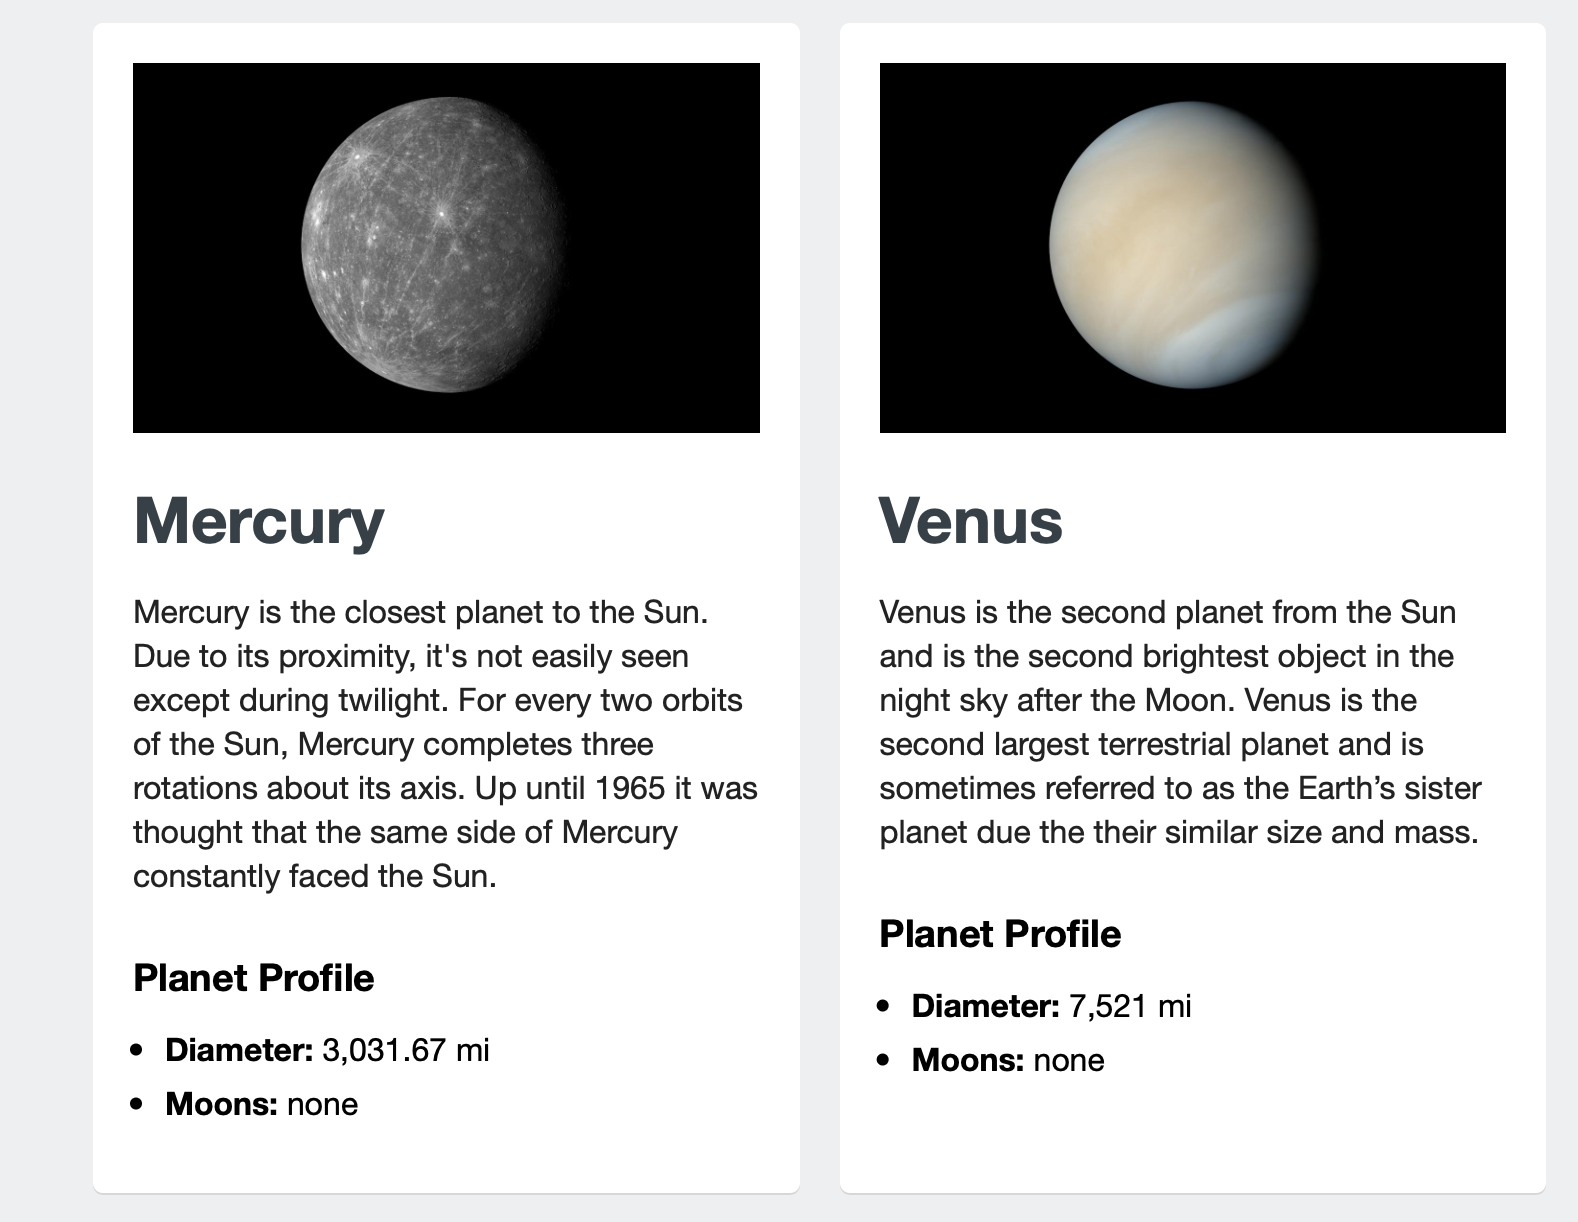 Mercury
Mercury is the closest planet to the Sun.
Due to its proximity, it's not easily seen
except during twilight. For every two orbits
of the Sun, Mercury completes three
rotations about its axis. Up until 1965 it was
thought that the same side of Mercury
constantly faced the Sun.
Planet Profile
• Diameter: 3,031.67 mi
• Moons: none
Venus
Venus is the second planet from the Sun
and is the second brightest object in the
night sky after the Moon. Venus is the
second largest terrestrial planet and is
sometimes referred to as the Earth’s sister
planet due the their similar size and mass.
Planet Profile
• Diameter: 7,521 mi
• Moons: none